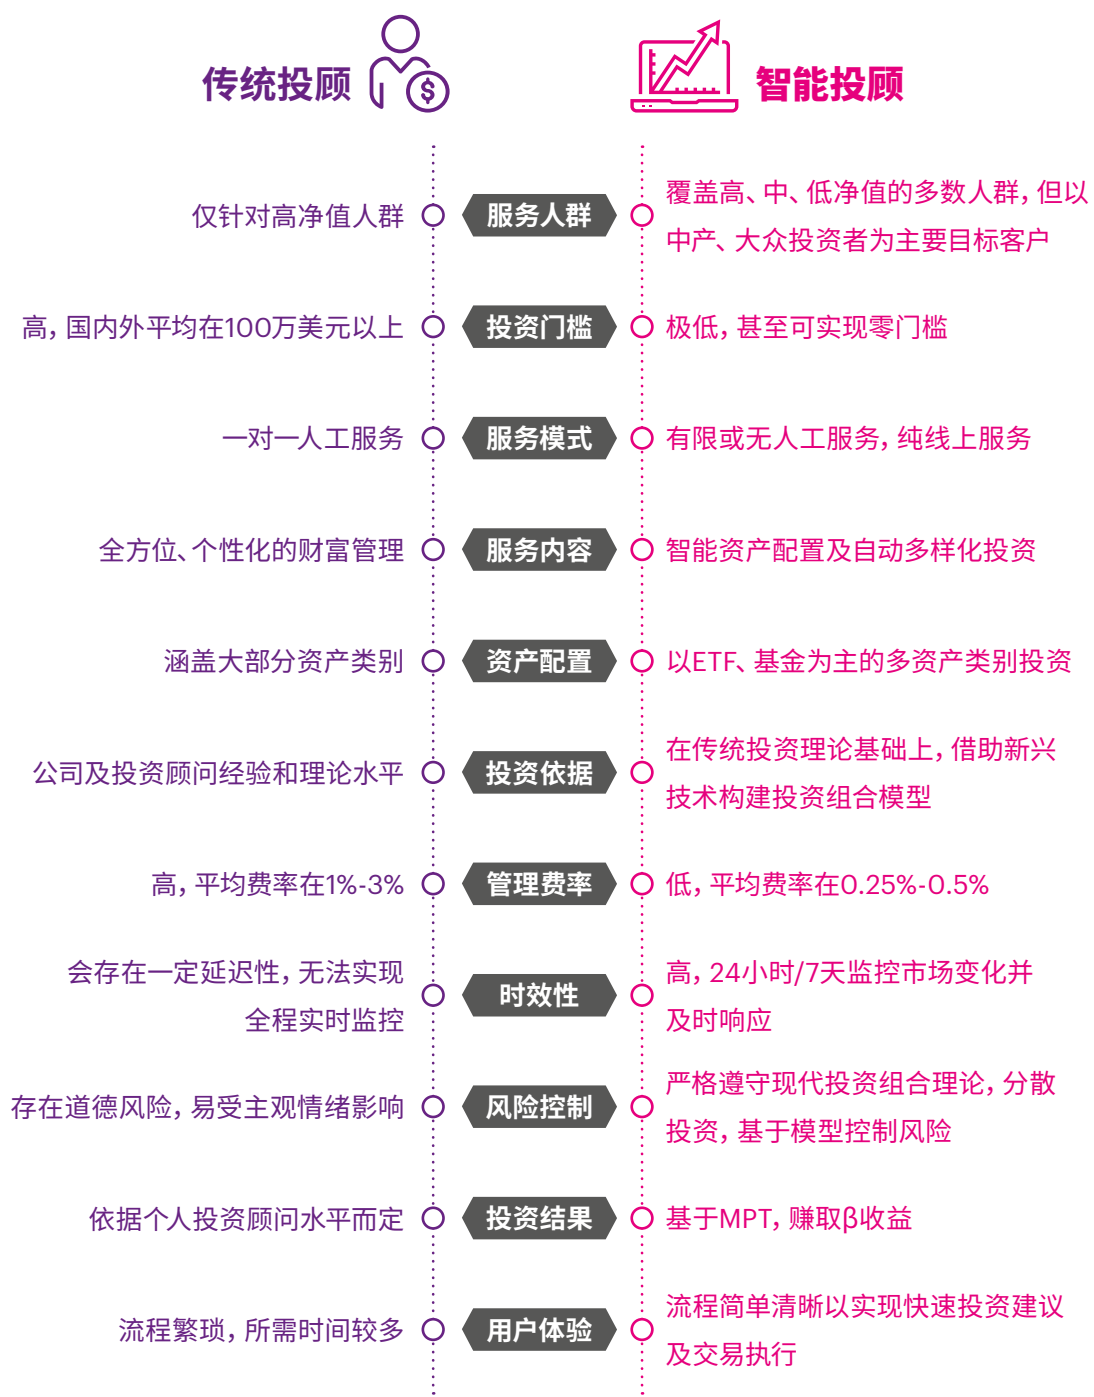 传统投顾
智能投顾
仅针对高净值人群
服务人群
覆盖高、中、低净值的多数人群，但以
中产、大众投资者为主要目标客户
高，国内外平均在100万美元以上
投资门槛
极低，甚至可实现零门槛
一对一人工服务
服务模式
有限或无人工服务，纯线上服务
全方位、个性化的财富管理
服务内容
智能资产配置及自动多样化投资
涵盖大部分资产类别
资产配置
以ETF、基金为主的多资产类别投资
公司及投资顾问经验和理论水平
投资依据
在传统投资理论基础上，借助新兴
技术构建投资组合模型
高，平均费率在1%-3%
管理费率
低，平均费率在0.25%-0.5%
会存在一定延迟性，无法实现
全程实时监控
时效性
高，24小时/7天监控市场变化并
及时响应
存在道德风险，易受主观情绪影响
风险控制
严格遵守现代投资组合理论，分散
投资，基于模型控制风险
依据个人投资顾问水平而定
投资结果
基于MPT，赚取β收益
流程繁琐，所需时间较多
用户体验
流程简单清晰以实现快速投资建议
及交易执行